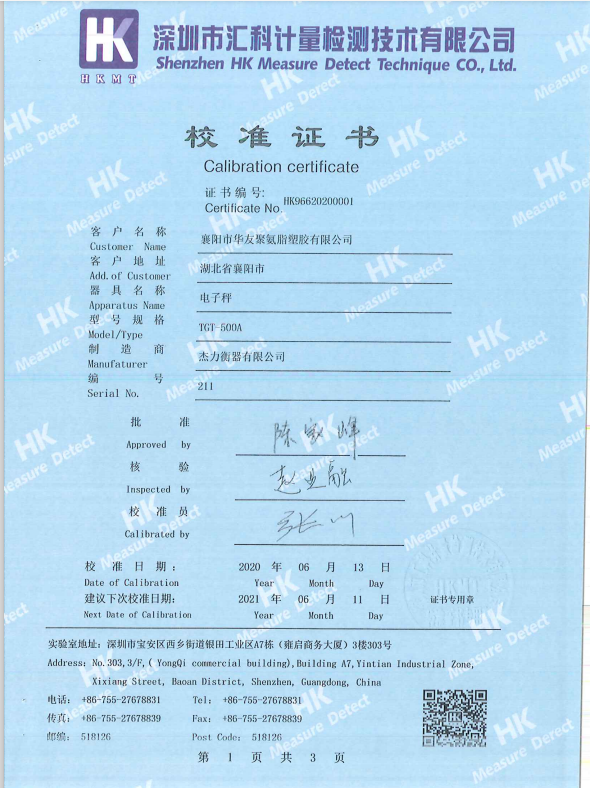 HK
HKMT
深圳市汇科计量检测技术有限公司
Shenzhen HK Measure Detect Technique CO., Ltd.
校准证书
Calibration certificate
证书编号:
Certificate No. HK96620200001
客户名称
Customer Name
襄阳市华友聚氨脂塑胶有限公司
客户地址
Add.of Customer
湖北省襄阳市
器具名称
Apparatus Name
电子秤
型号规格
Model/Type
TGT-500A
制造商
Manufaturer
杰力衡器有限公司
编号
Serial No.
211
批准
Approved by
陈家峰
核验
Inspected by
赵亚融
校准员
Calibrated by
张川
校准日期: 2020 年 06 月 13 日
Date of Calibration Year Month Day
建议下次校准日期: 2021 年 06 月 11 日 证书专用章
Next Date of Calibration Year Month Day
实验室地址: 深圳市宝安区西乡街道银田工业区A7栋(雍启商务大厦)3楼303号
Address: No.303,3/F,( YongQi commercial building),Building A7,Yintian Industrial Zone,
Xixiang Street, Baoan District, Shenzhen, Guangdong, China
电话: +86-755-27678831 Tel: +86-755-27678831
传真: +86-755-27678839 Fax: +86-755-27678839
邮编: 518126 Post Code: 518126
第 1 页 共 3 页
HK
Measure Detect